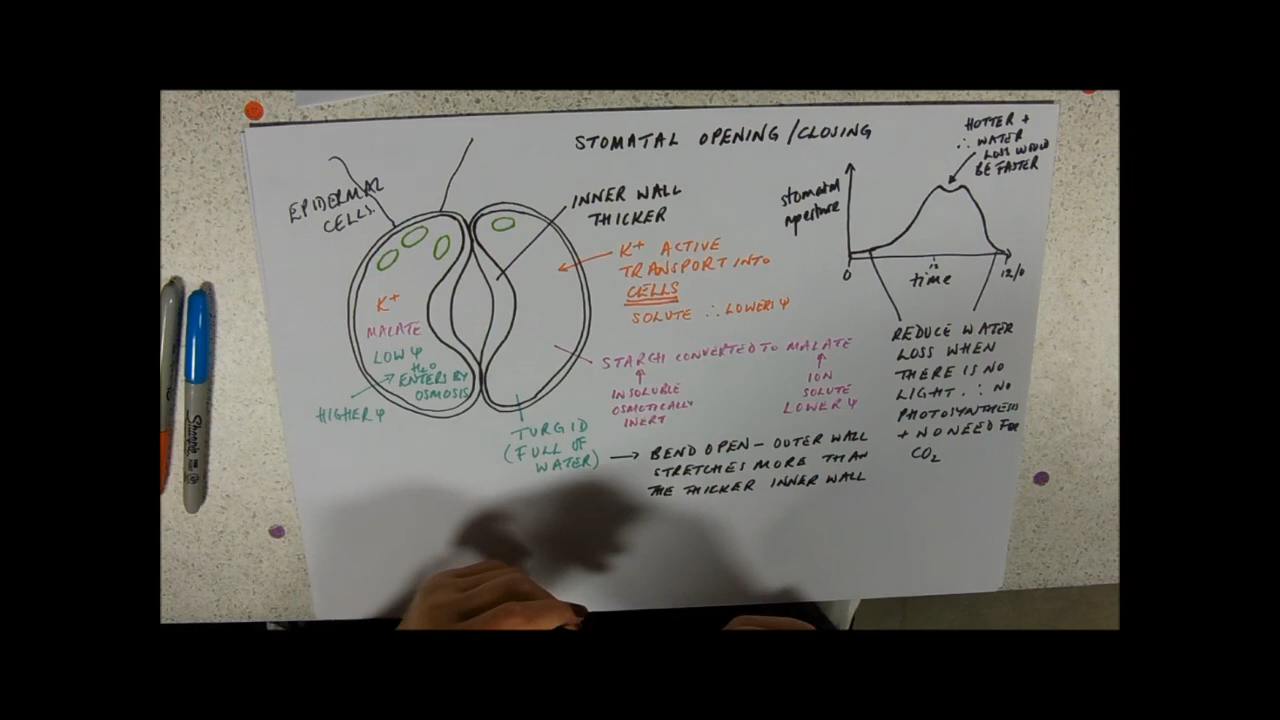 STOMATAL OPENING/CLOSING
EPIDERMAL
CELLS.
INNER WALL
THICKER
K+ ACTIVE
TRANSPORT INTO
CELLS
SOLUTE ∴ LOWERS ψ
K+
MALATE
LOW ψ
H2O
ENTERS BY
OSMOSIS
HIGHER ψ
STARCH CONVERTED TO MALATE
INSOLUBLE
OSMOTICALLY
INERT
ION
SOLUTE
LOWER ψ
TURGID
(FULL OF
WATER)
→ BEND OPEN – OUTER WALL
STRETCHES MORE THAN
THE THICKER INNER WALL
HOTTER +
∴ WATER
LOSS WOULD
BE FASTER
stomatal
aperture
0
12
time
12/0
REDUCE WATER
LOSS WHEN
THERE IS NO
LIGHT ∴ NO
PHOTOSYNTHESIS
+ NO NEED FOR
CO2
Sharpie